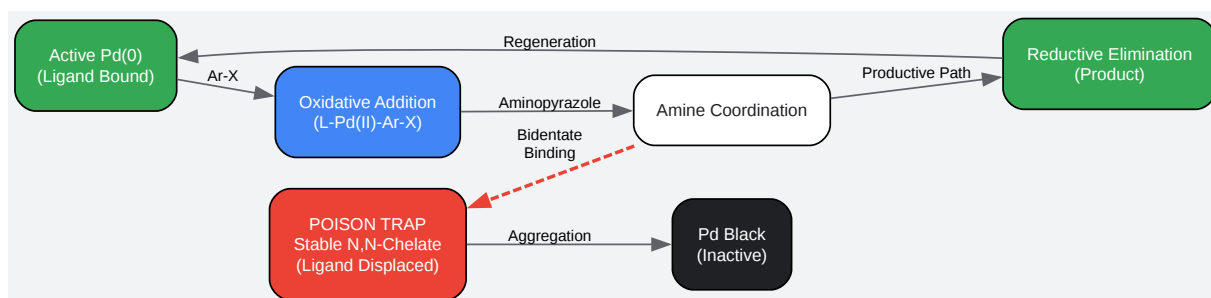 Active Pd(0)
(Ligand Bound)
Ar-X
Regeneration
Oxidative Addition
(L-Pd(II)-Ar-X)
Aminopyrazole
Amine Coordination
Productive Path
Reductive Elimination
(Product)
Bidentate
Binding
POISON TRAP
Stable N,N-Chelate
(Ligand Displaced)
Aggregation
Pd Black
(Inactive)